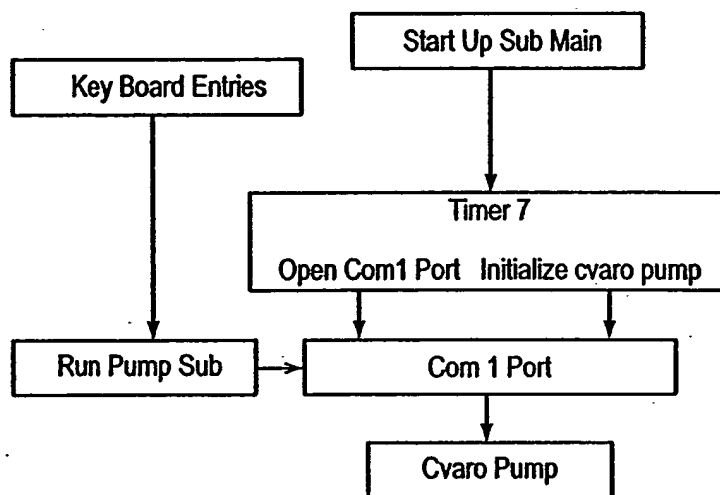 Start Up Sub Main
Key Board Entries
Timer 7
Open Com1 Port Initialize cvaro pump
Run Pump Sub
Com 1 Port
Cvaro Pump